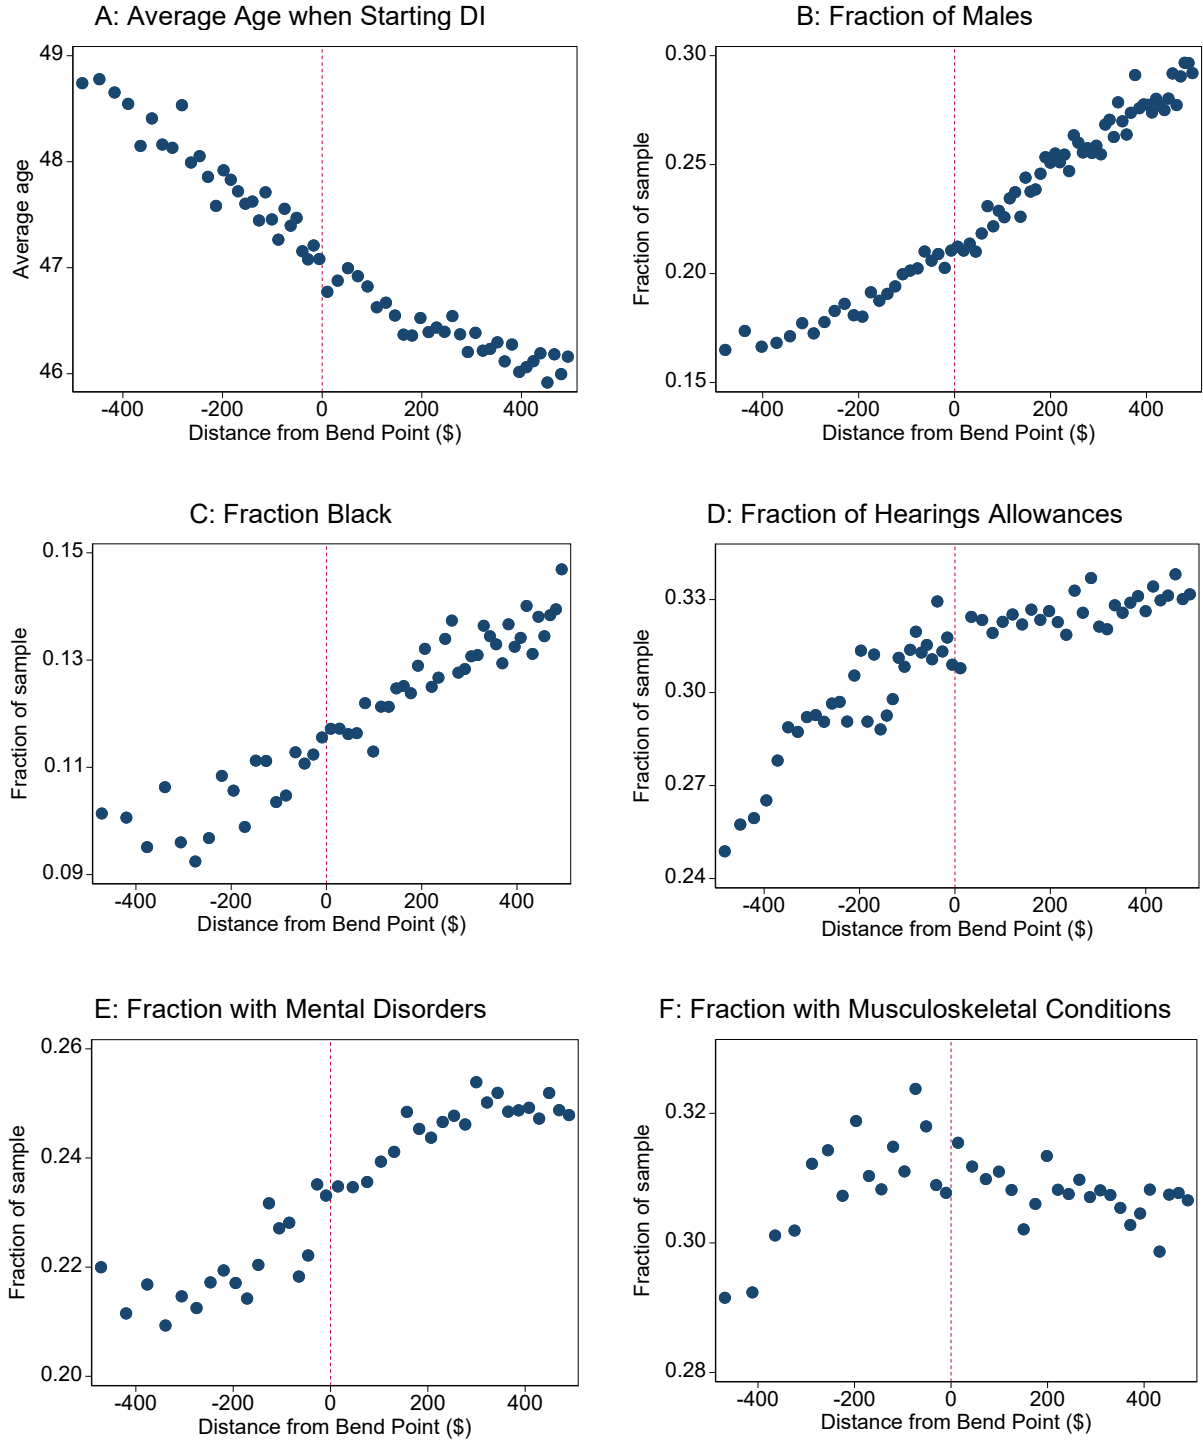 A: Average Age when Starting DI
49
48
47
46
Average age
-400 -200 0 200 400
Distance from Bend Point ($)
B: Fraction of Males
0.30
0.25
0.20
0.15
Fraction of sample
-400 -200 0 200 400
Distance from Bend Point ($)
C: Fraction Black
0.15
0.13
0.11
0.09
Fraction of sample
-400 -200 0 200 400
Distance from Bend Point ($)
D: Fraction of Hearings Allowances
0.33
0.30
0.27
0.24
Fraction of sample
-400 -200 0 200 400
Distance from Bend Point ($)
E: Fraction with Mental Disorders
0.26
0.24
0.22
0.20
Fraction of sample
-400 -200 0 200 400
Distance from Bend Point ($)
F: Fraction with Musculoskeletal Conditions
0.32
0.30
0.28
Fraction of sample
-400 -200 0 200 400
Distance from Bend Point ($)